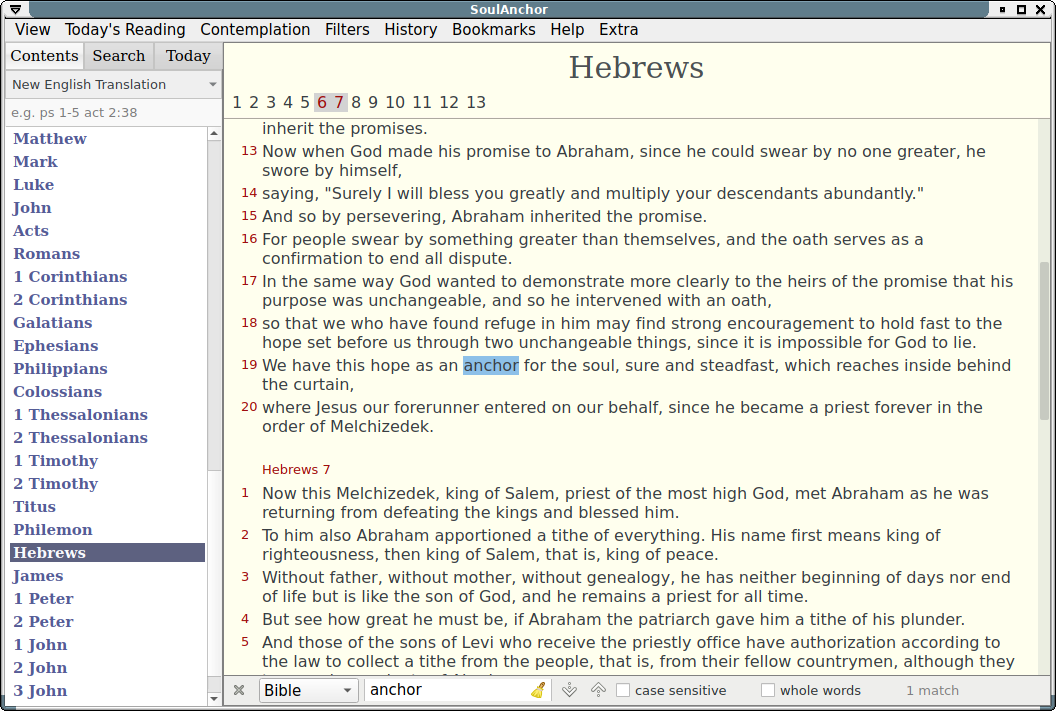 SoulAnchor
View Today's Reading Contemplation Filters History Bookmarks Help Extra
Contents Search Today
New English Translation
e.g. ps 1-5 act 2:38
Matthew
Mark
Luke
John
Acts
Romans
1 Corinthians
2 Corinthians
Galatians
Ephesians
Philippians
Colossians
1 Thessalonians
2 Thessalonians
1 Timothy
2 Timothy
Titus
Philemon
Hebrews
James
1 Peter
2 Peter
1 John
2 John
3 John
Hebrews
1 2 3 4 5 6 7 8 9 10 11 12 13
inherit the promises.
13 Now when God made his promise to Abraham, since he could swear by no one greater, he
swore by himself,
14 saying, "Surely I will bless you greatly and multiply your descendants abundantly."
15 And so by persevering, Abraham inherited the promise.
16 For people swear by something greater than themselves, and the oath serves as a
confirmation to end all dispute.
17 In the same way God wanted to demonstrate more clearly to the heirs of the promise that his
purpose was unchangeable, and so he intervened with an oath,
18 so that we who have found refuge in him may find strong encouragement to hold fast to the
hope set before us through two unchangeable things, since it is impossible for God to lie.
19 We have this hope as an anchor for the soul, sure and steadfast, which reaches inside behind
the curtain,
20 where Jesus our forerunner entered on our behalf, since he became a priest forever in the
order of Melchizedek.
Hebrews 7
1 Now this Melchizedek, king of Salem, priest of the most high God, met Abraham as he was
returning from defeating the kings and blessed him.
2 To him also Abraham apportioned a tithe of everything. His name first means king of
righteousness, then king of Salem, that is, king of peace.
3 Without father, without mother, without genealogy, he has neither beginning of days nor end
of life but is like the son of God, and he remains a priest for all time.
4 But see how great he must be, if Abraham the patriarch gave him a tithe of his plunder.
5 And those of the sons of Levi who receive the priestly office have authorization according to
the law to collect a tithe from the people, that is, from their fellow countrymen, although they
Bible anchor case sensitive whole words 1 match